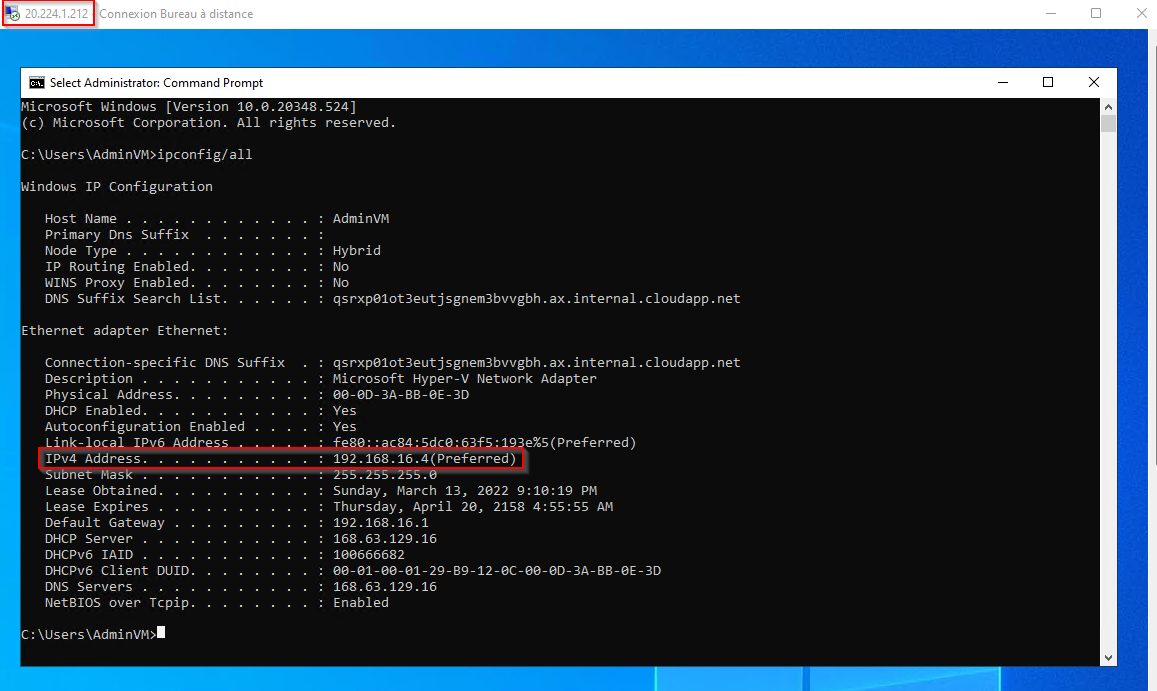 20.224.1.212 - Connexion Bureau à distance
Select Administrator: Command Prompt
Microsoft Windows [Version 10.0.20348.524]
(c) Microsoft Corporation. All rights reserved.
C:\Users\AdminVM>ipconfig/all
Windows IP Configuration
Host Name . . . . . . . . . . . . : AdminVM
Primary Dns Suffix  . . . . . . . :
Node Type . . . . . . . . . . . . : Hybrid
IP Routing Enabled. . . . . . . . : No
WINS Proxy Enabled. . . . . . . . : No
DNS Suffix Search List. . . . . . : qsrxp01ot3eutjsgnem3bvvgbh.ax.internal.cloudapp.net
Ethernet adapter Ethernet:
Connection-specific DNS Suffix  . : qsrxp01ot3eutjsgnem3bvvgbh.ax.internal.cloudapp.net
Description . . . . . . . . . . . : Microsoft Hyper-V Network Adapter
Physical Address. . . . . . . . . : 00-0D-3A-BB-0E-3D
DHCP Enabled. . . . . . . . . . . : Yes
Autoconfiguration Enabled . . . . : Yes
Link-local IPv6 Address . . . . . : fe80::ac84:5dc0:63f5:193e%5(Preferred)
IPv4 Address. . . . . . . . . . . : 192.168.16.4(Preferred)
Subnet Mask . . . . . . . . . . . : 255.255.255.0
Lease Obtained. . . . . . . . . . : Sunday, March 13, 2022 9:10:19 PM
Lease Expires . . . . . . . . . . : Thursday, April 20, 2158 4:55:55 AM
Default Gateway . . . . . . . . . : 192.168.16.1
DHCP Server . . . . . . . . . . . : 168.63.129.16
DHCPv6 IAID . . . . . . . . . . . : 100666682
DHCPv6 Client DUID. . . . . . . . : 00-01-00-01-29-B9-12-0C-00-0D-3A-BB-0E-3D
DNS Servers . . . . . . . . . . . : 168.63.129.16
NetBIOS over Tcpip. . . . . . . . : Enabled
C:\Users\AdminVM>